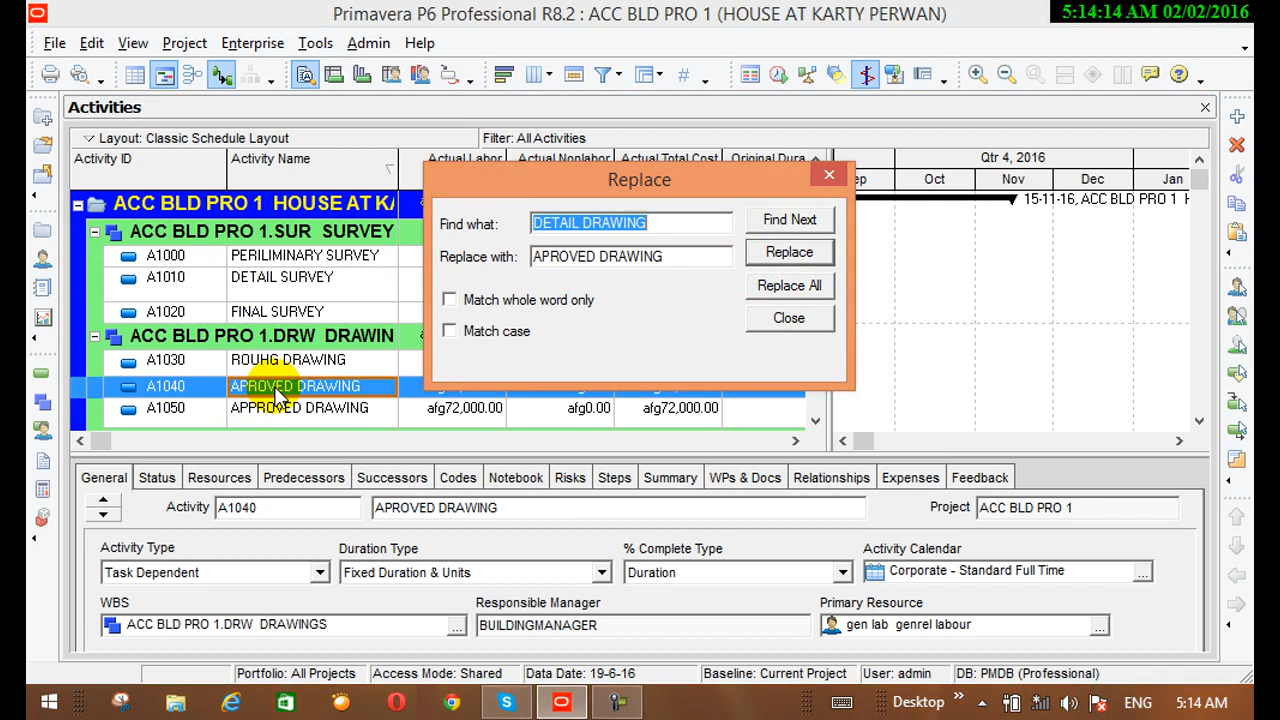 Primavera P6 Professional R8.2 : ACC BLD PRO 1 (HOUSE AT KARTY PERWAN)
5:14:14 AM 02/02/2016
File Edit View Project Enterprise Tools Admin Help
Activities
Layout: Classic Schedule Layout
Filter: All Activities
Activity ID Activity Name Actual Labor Actual Nonlabor Actual Total Cost Original Dura
Qtr 4, 2016
ep Oct Nov Dec Jan
ACC BLD PRO 1 HOUSE AT KA
15-11-16, ACC BLD PRO 1 H
ACC BLD PRO 1.SUR SURVEY
A1000 PERILIMINARY SURVEY
A1010 DETAIL SURVEY
A1020 FINAL SURVEY
ACC BLD PRO 1.DRW DRAWIN
A1030 ROUHG DRAWING
A1040 APROVED DRAWING
A1050 APPROVED DRAWING afg72,000.00 afg0.00 afg72,000.00
Replace
Find what: DETAIL DRAWING Find Next
Replace with: APROVED DRAWING Replace
Match whole word only Replace All
Match case Close
General Status Resources Predecessors Successors Codes Notebook Risks Steps Summary WPs & Docs Relationships Expenses Feedback
Activity A1040 APROVED DRAWING Project ACC BLD PRO 1
Activity Type Duration Type % Complete Type Activity Calendar
Task Dependent Fixed Duration & Units Duration Corporate - Standard Full Time ...
WBS Responsible Manager Primary Resource
ACC BLD PRO 1.DRW DRAWINGS ... BUILDINGMANAGER gen lab genrel labour ...
Portfolio: All Projects Access Mode: Shared Data Date: 19-6-16 Baseline: Current Project User: admin DB: PMDB (Professional)
Desktop » ENG 5:14 AM